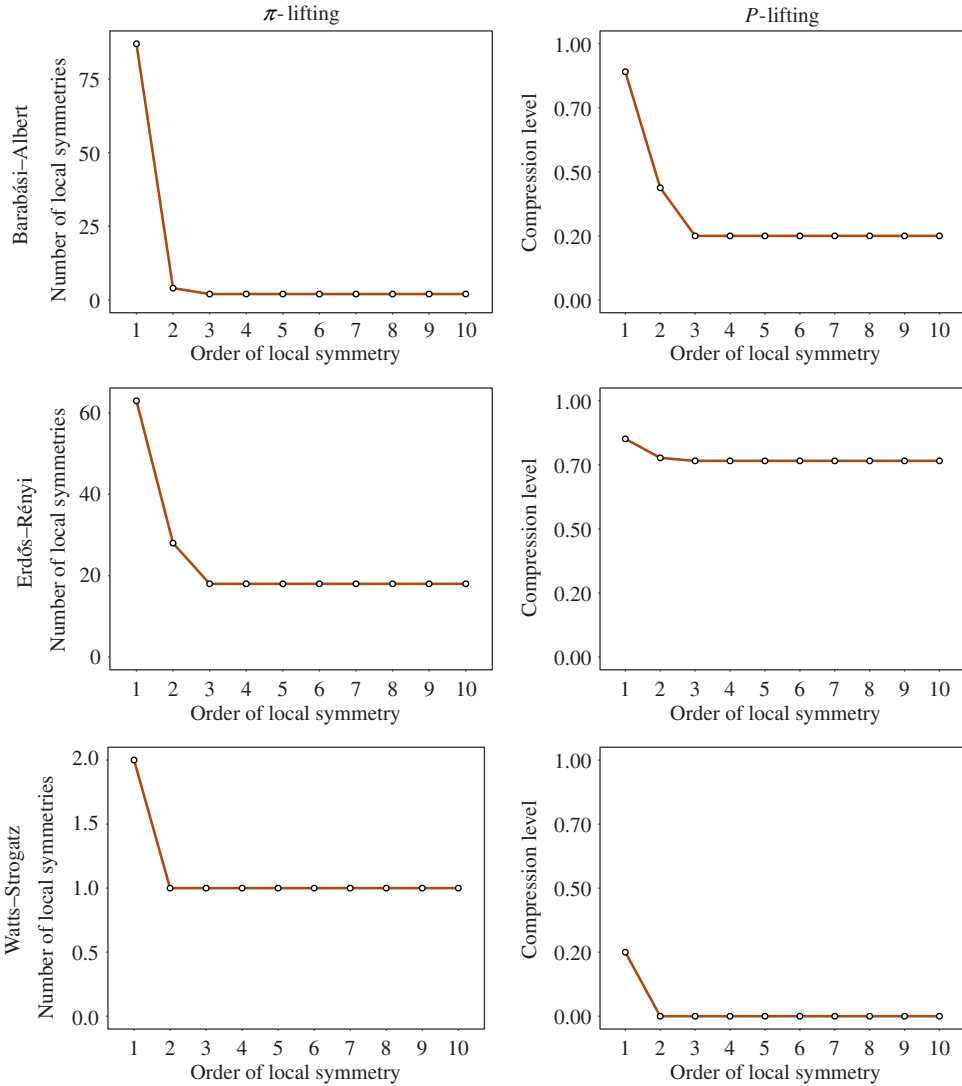 π- lifting
P-lifting
Barabási–Albert
Number of local symmetries
75
50
25
0
1 2 3 4 5 6 7 8 9 10
Order of local symmetry
Compression level
1.00
0.70
0.50
0.20
0.00
1 2 3 4 5 6 7 8 9 10
Order of local symmetry
Erdős–Rényi
Number of local symmetries
60
40
20
0
1 2 3 4 5 6 7 8 9 10
Order of local symmetry
Compression level
1.00
0.70
0.50
0.20
0.00
1 2 3 4 5 6 7 8 9 10
Order of local symmetry
Watts–Strogatz
Number of local symmetries
2.0
1.5
1.0
0.5
0.0
1 2 3 4 5 6 7 8 9 10
Order of local symmetry
Compression level
1.00
0.70
0.50
0.20
0.00
1 2 3 4 5 6 7 8 9 10
Order of local symmetry